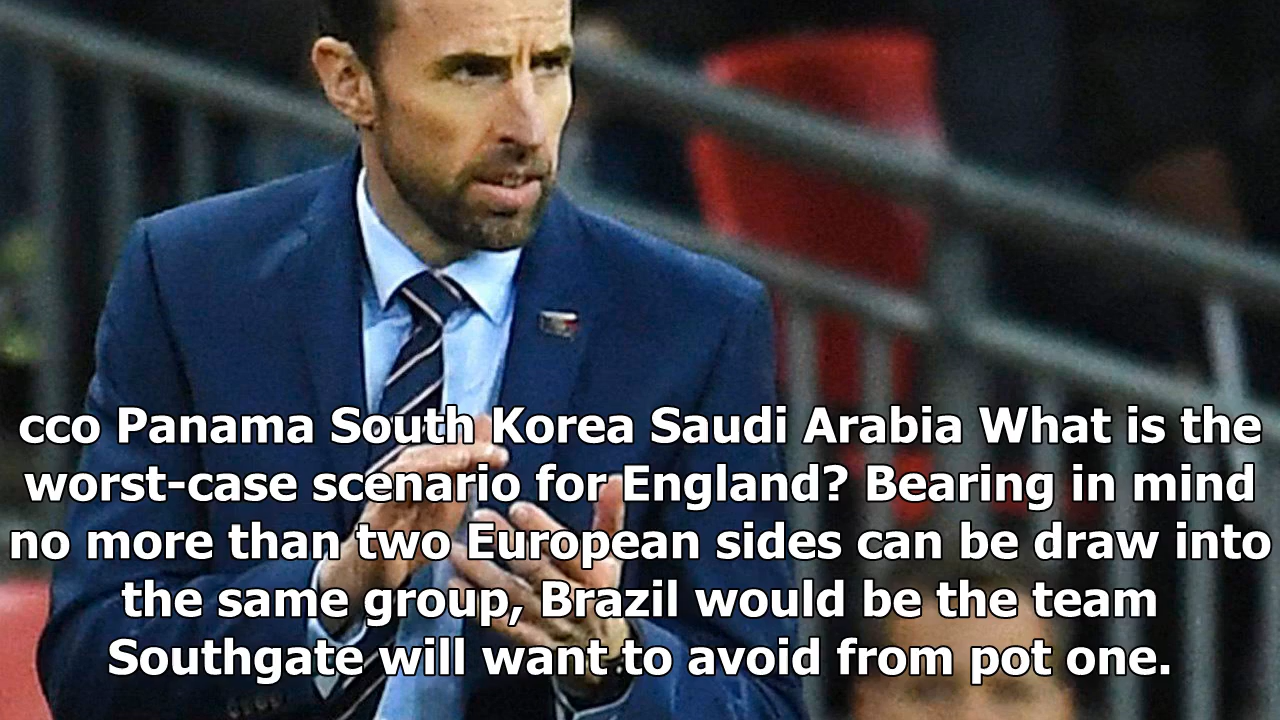 cco Panama South Korea Saudi Arabia What is the
worst-case scenario for England? Bearing in mind
no more than two European sides can be draw into
the same group, Brazil would be the team
Southgate will want to avoid from pot one.